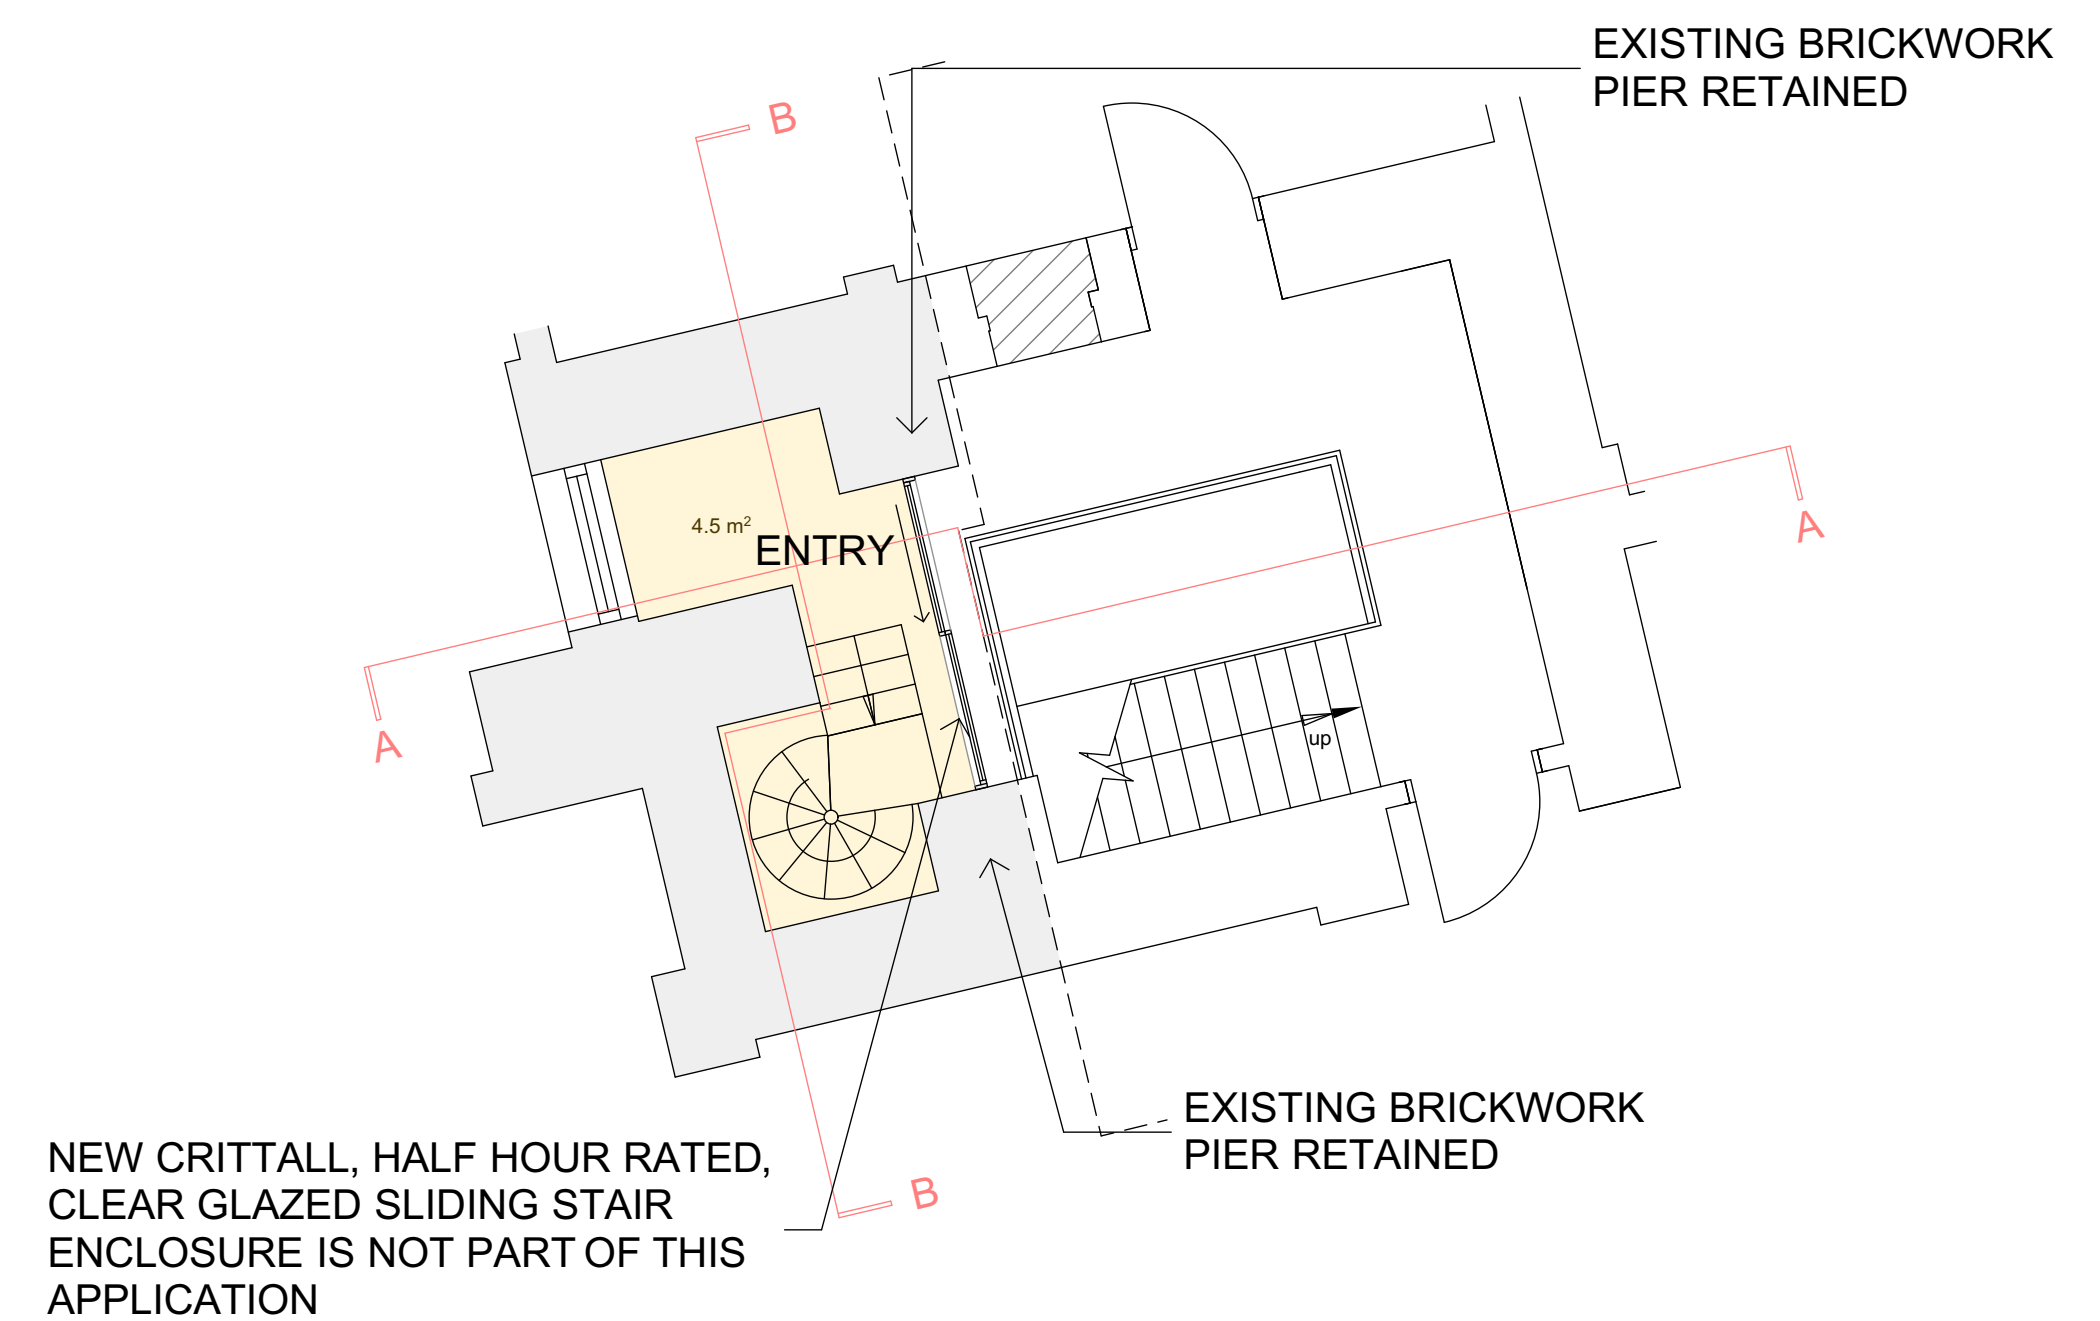 EXISTING BRICKWORK
PIER RETAINED
B
4.5 m²
ENTRY
A
A
up
EXISTING BRICKWORK
PIER RETAINED
NEW CRITTALL, HALF HOUR RATED,
CLEAR GLAZED SLIDING STAIR
ENCLOSURE IS NOT PART OF THIS
APPLICATION
B